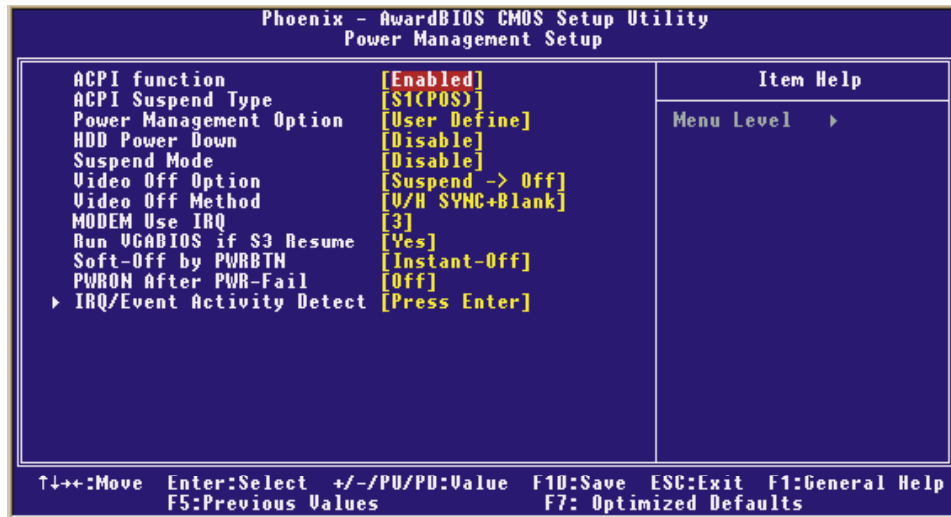 Phoenix - AwardBIOS CMOS Setup Utility
Power Management Setup
ACPI function [Enabled]
ACPI Suspend Type [S1(POS)]
Power Management Option [User Define]
HDD Power Down [Disable]
Suspend Mode [Disable]
Video Off Option [Suspend -> Off]
Video Off Method [V/H SYNC+Blank]
MODEM Use IRQ [3]
Run VGABIOS if S3 Resume [Yes]
Soft-Off by PWRBTN [Instant-Off]
PWRON After PWR-Fail [Off]
▸ IRQ/Event Activity Detect [Press Enter]
Item Help
Menu Level ▸
↑↓→←:Move Enter:Select +/-/PU/PD:Value F10:Save ESC:Exit F1:General Help
F5:Previous Values F7: Optimized Defaults